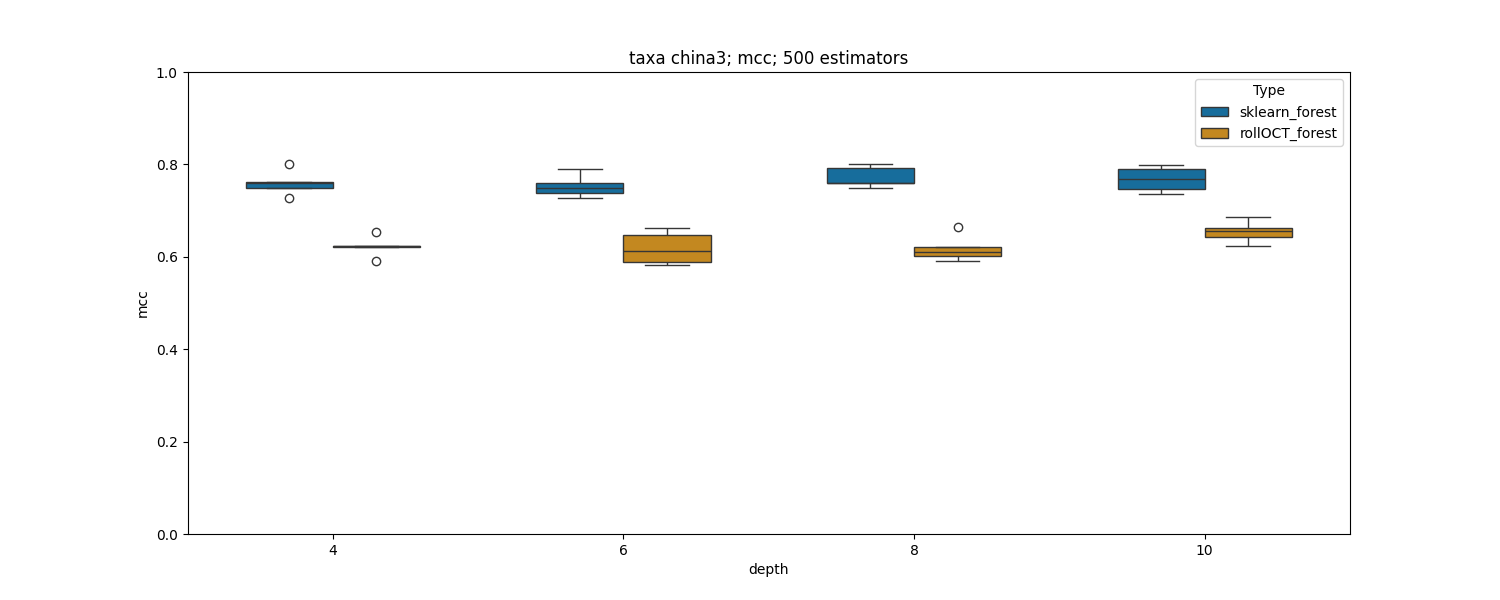 taxa china3; mcc; 500 estimators
Type
sklearn_forest
rollOCT_forest
mcc
1.0
0.8
0.6
0.4
0.2
0.0
4 6 8 10
depth